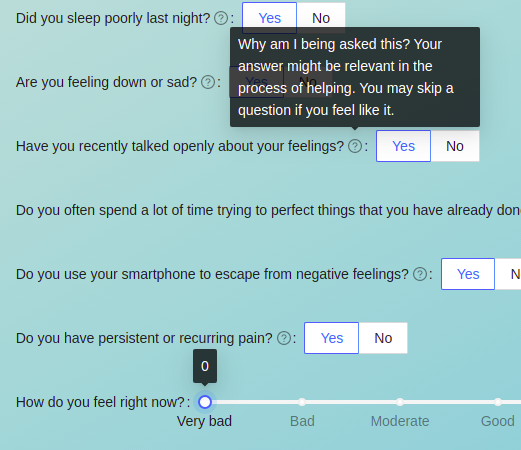 Did you sleep poorly last night? ? : Yes No
Why am I being asked this? Your
answer might be relevant in the
process of helping. You may skip a
question if you feel like it.
Are you feeling down or sad? ? : Yes No
Have you recently talked openly about your feelings? ? : Yes No
Do you often spend a lot of time trying to perfect things that you have already don
Do you use your smartphone to escape from negative feelings? ? : Yes N
Do you have persistent or recurring pain? ? : Yes No
0
How do you feel right now? :
Very bad Bad Moderate Good